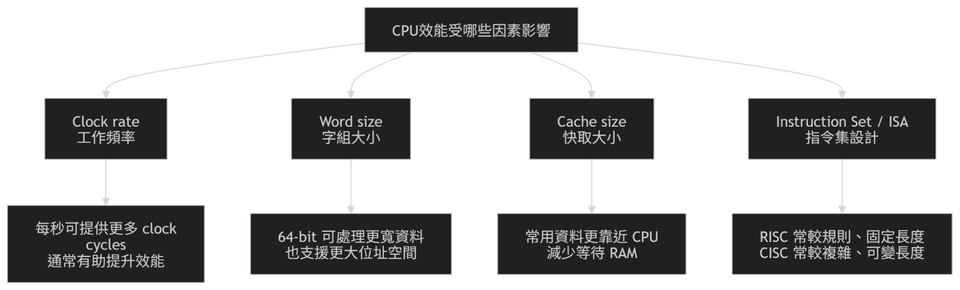 CPU效能受哪些因素影響
Clock rate
工作頻率
Word size
字組大小
Cache size
快取大小
Instruction Set / ISA
指令集設計
每秒可提供更多 clock
cycles
通常有助提升效能
64-bit 可處理更寬資料
也支援更大位址空間
常用資料更靠近 CPU
減少等待 RAM
RISC 常較規則、固定長度
CISC 常較複雜、可變長度